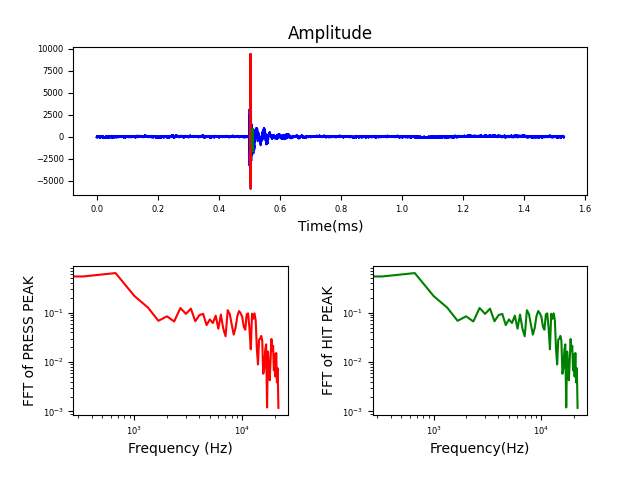 Amplitude
10000
7500
5000
2500
0
−2500
−5000
0.0 0.2 0.4 0.6 0.8 1.0 1.2 1.4 1.6
Time(ms)
FFT of PRESS PEAK
10⁻¹
10⁻²
10⁻³
10³ 10⁴
Frequency (Hz)
FFT of HIT PEAK
10⁻¹
10⁻²
10⁻³
10³ 10⁴
Frequency(Hz)